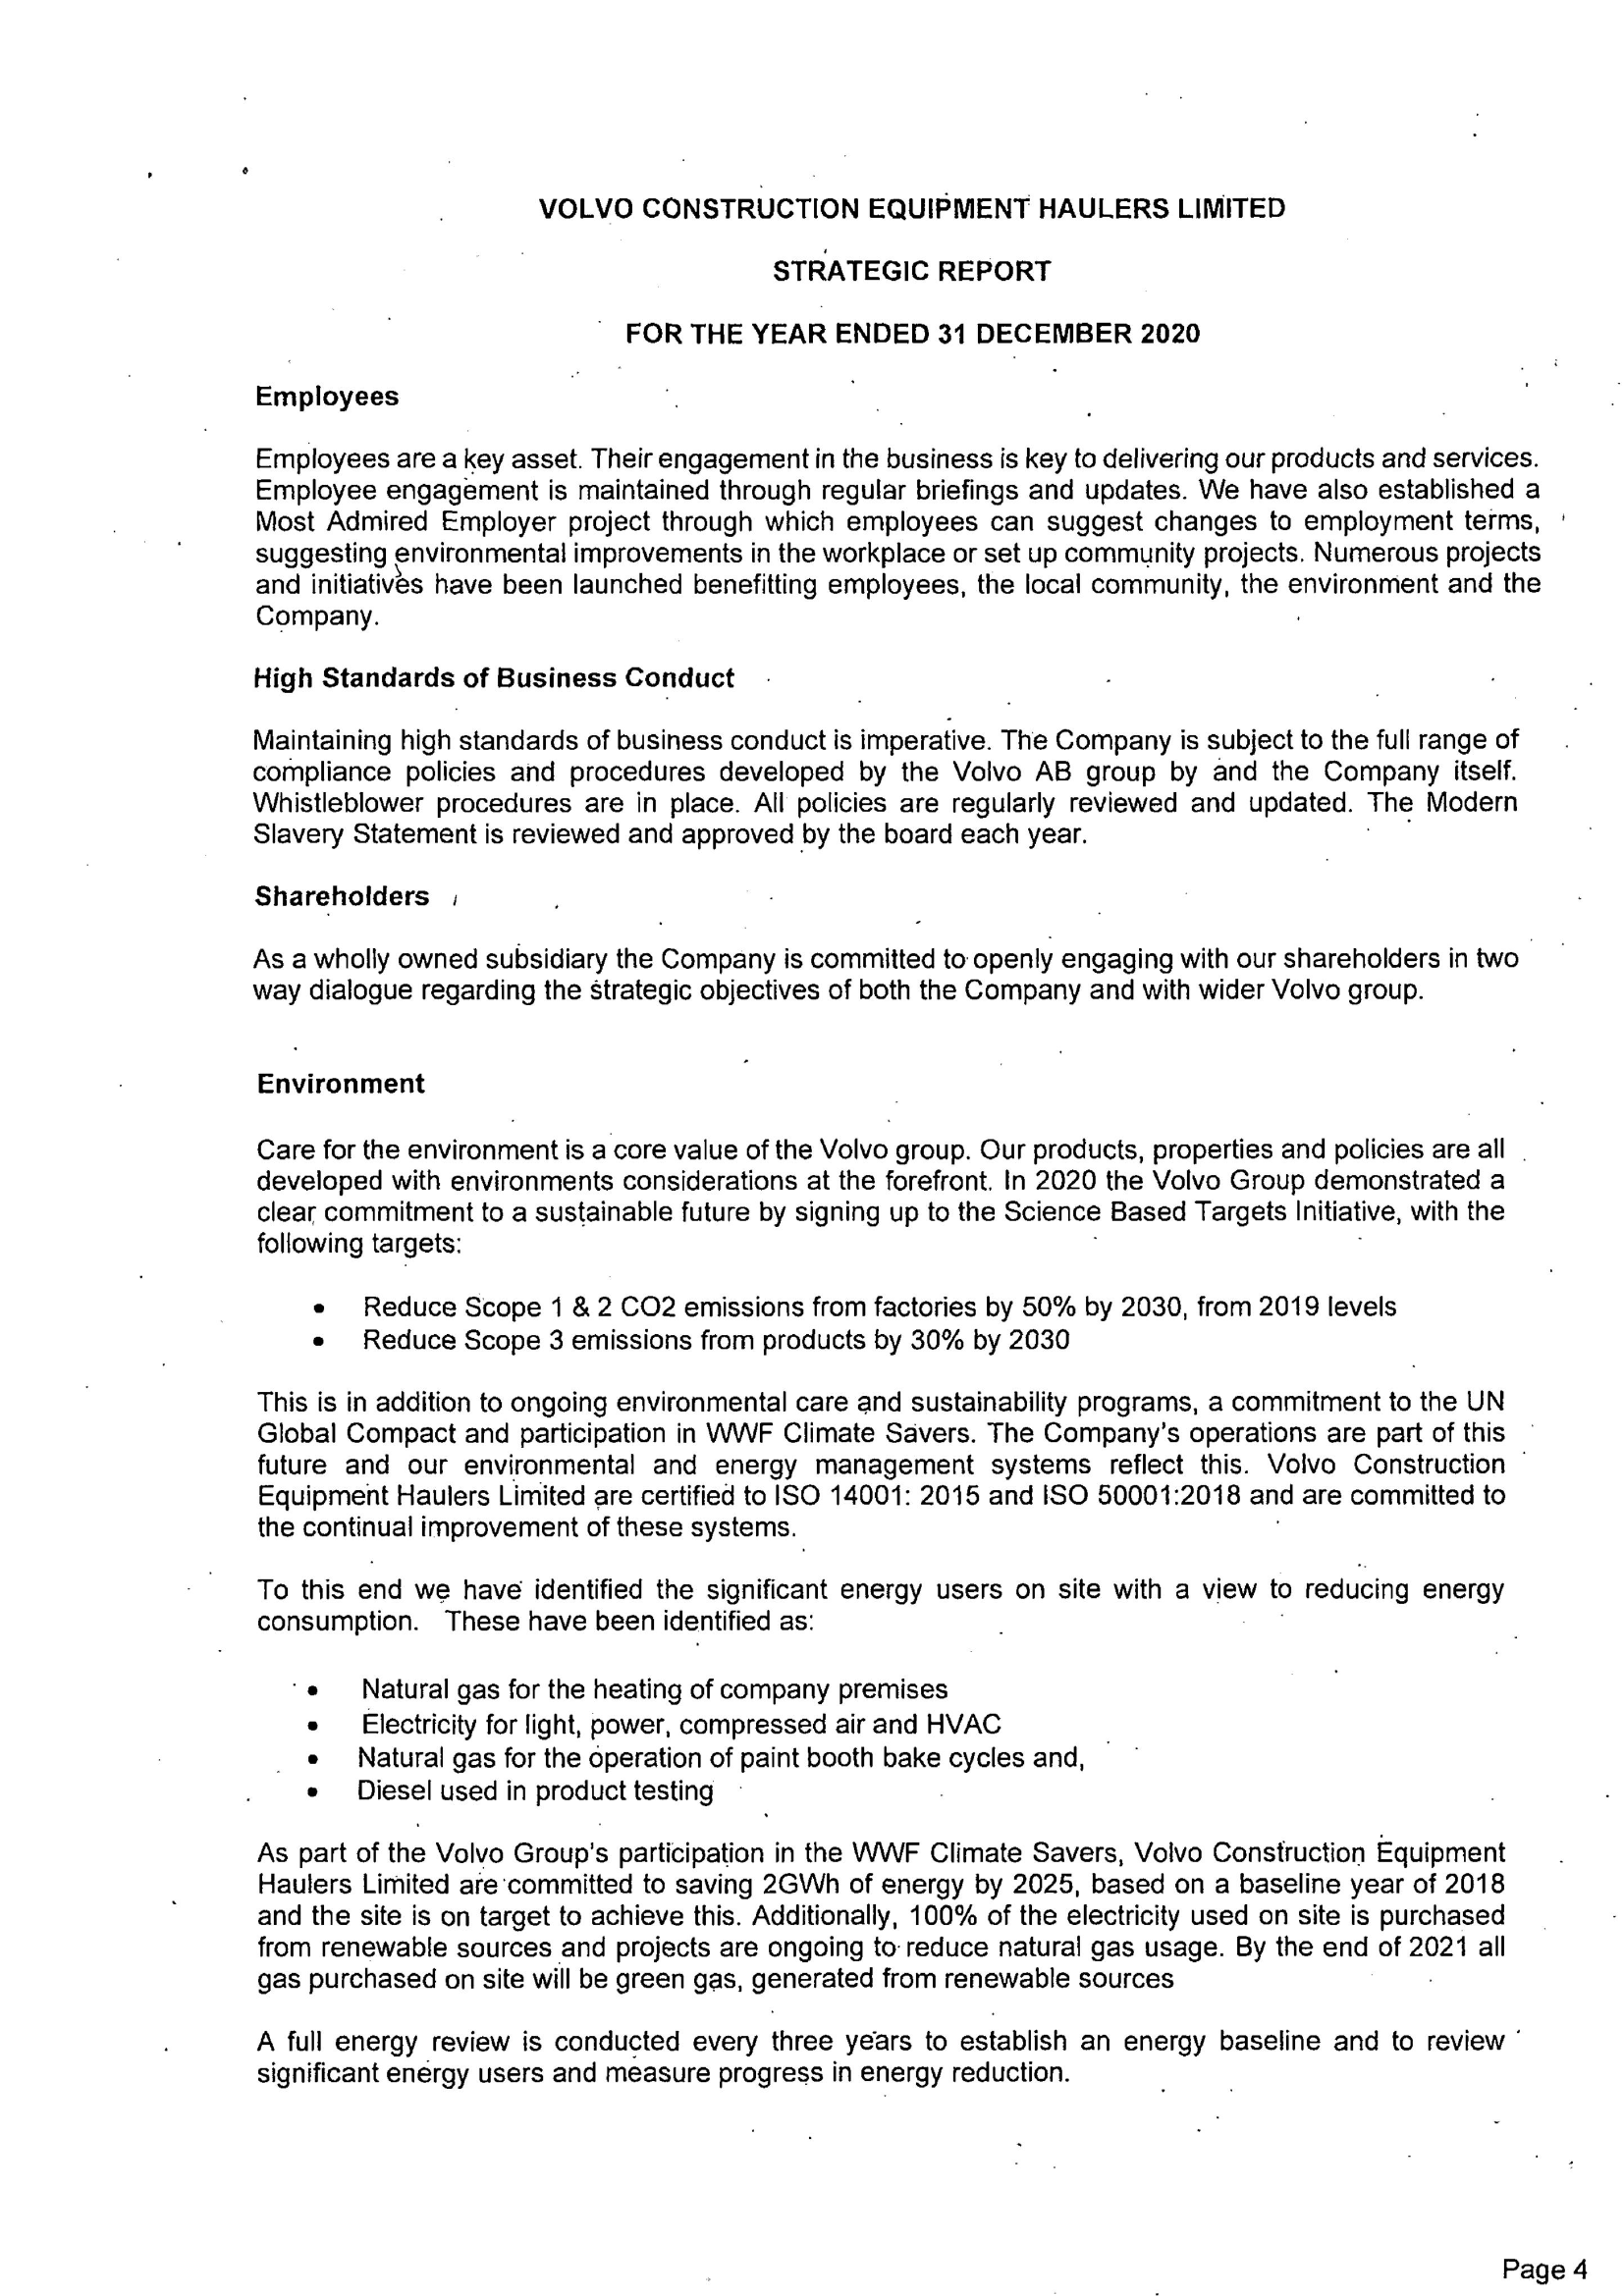 VOLVO CONSTRUCTION EQUIPMENT HAULERS LIMITED
STRATEGIC REPORT
FOR THE YEAR ENDED 31 DECEMBER 2020
Employees
Employees are a key asset. Their engagement in the business is key to delivering our products and services.
Employee engagement is maintained through regular briefings and updates. We have also established a
Most Admired Employer project through which employees can suggest changes to employment terms,
suggesting environmental improvements in the workplace or set up community projects. Numerous projects
and initiatives have been launched benefitting employees, the local community, the environment and the
Company.
High Standards of Business Conduct
Maintaining high standards of business conduct is imperative. The Company is subject to the full range of
compliance policies and procedures developed by the Volvo AB group by and the Company itself.
Whistleblower procedures are in place. All policies are regularly reviewed and updated. The Modern
Slavery Statement is reviewed and approved by the board each year.
Shareholders
As a wholly owned subsidiary the Company is committed to openly engaging with our shareholders in two
way dialogue regarding the strategic objectives of both the Company and with wider Volvo group.
Environment
Care for the environment is a core value of the Volvo group. Our products, properties and policies are all
developed with environments considerations at the forefront. In 2020 the Volvo Group demonstrated a
clear commitment to a sustainable future by signing up to the Science Based Targets Initiative, with the
following targets:
• Reduce Scope 1 & 2 CO2 emissions from factories by 50% by 2030, from 2019 levels
• Reduce Scope 3 emissions from products by 30% by 2030
This is in addition to ongoing environmental care and sustainability programs, a commitment to the UN
Global Compact and participation in WWF Climate Savers. The Company's operations are part of this
future and our environmental and energy management systems reflect this. Volvo Construction
Equipment Haulers Limited are certified to ISO 14001: 2015 and ISO 50001:2018 and are committed to
the continual improvement of these systems.
To this end we have identified the significant energy users on site with a view to reducing energy
consumption. These have been identified as:
• Natural gas for the heating of company premises
• Electricity for light, power, compressed air and HVAC
• Natural gas for the operation of paint booth bake cycles and,
• Diesel used in product testing
As part of the Volvo Group's participation in the WWF Climate Savers, Volvo Construction Equipment
Haulers Limited are committed to saving 2GWh of energy by 2025, based on a baseline year of 2018
and the site is on target to achieve this. Additionally, 100% of the electricity used on site is purchased
from renewable sources and projects are ongoing to reduce natural gas usage. By the end of 2021 all
gas purchased on site will be green gas, generated from renewable sources
A full energy review is conducted every three years to establish an energy baseline and to review
significant energy users and measure progress in energy reduction.
Page 4